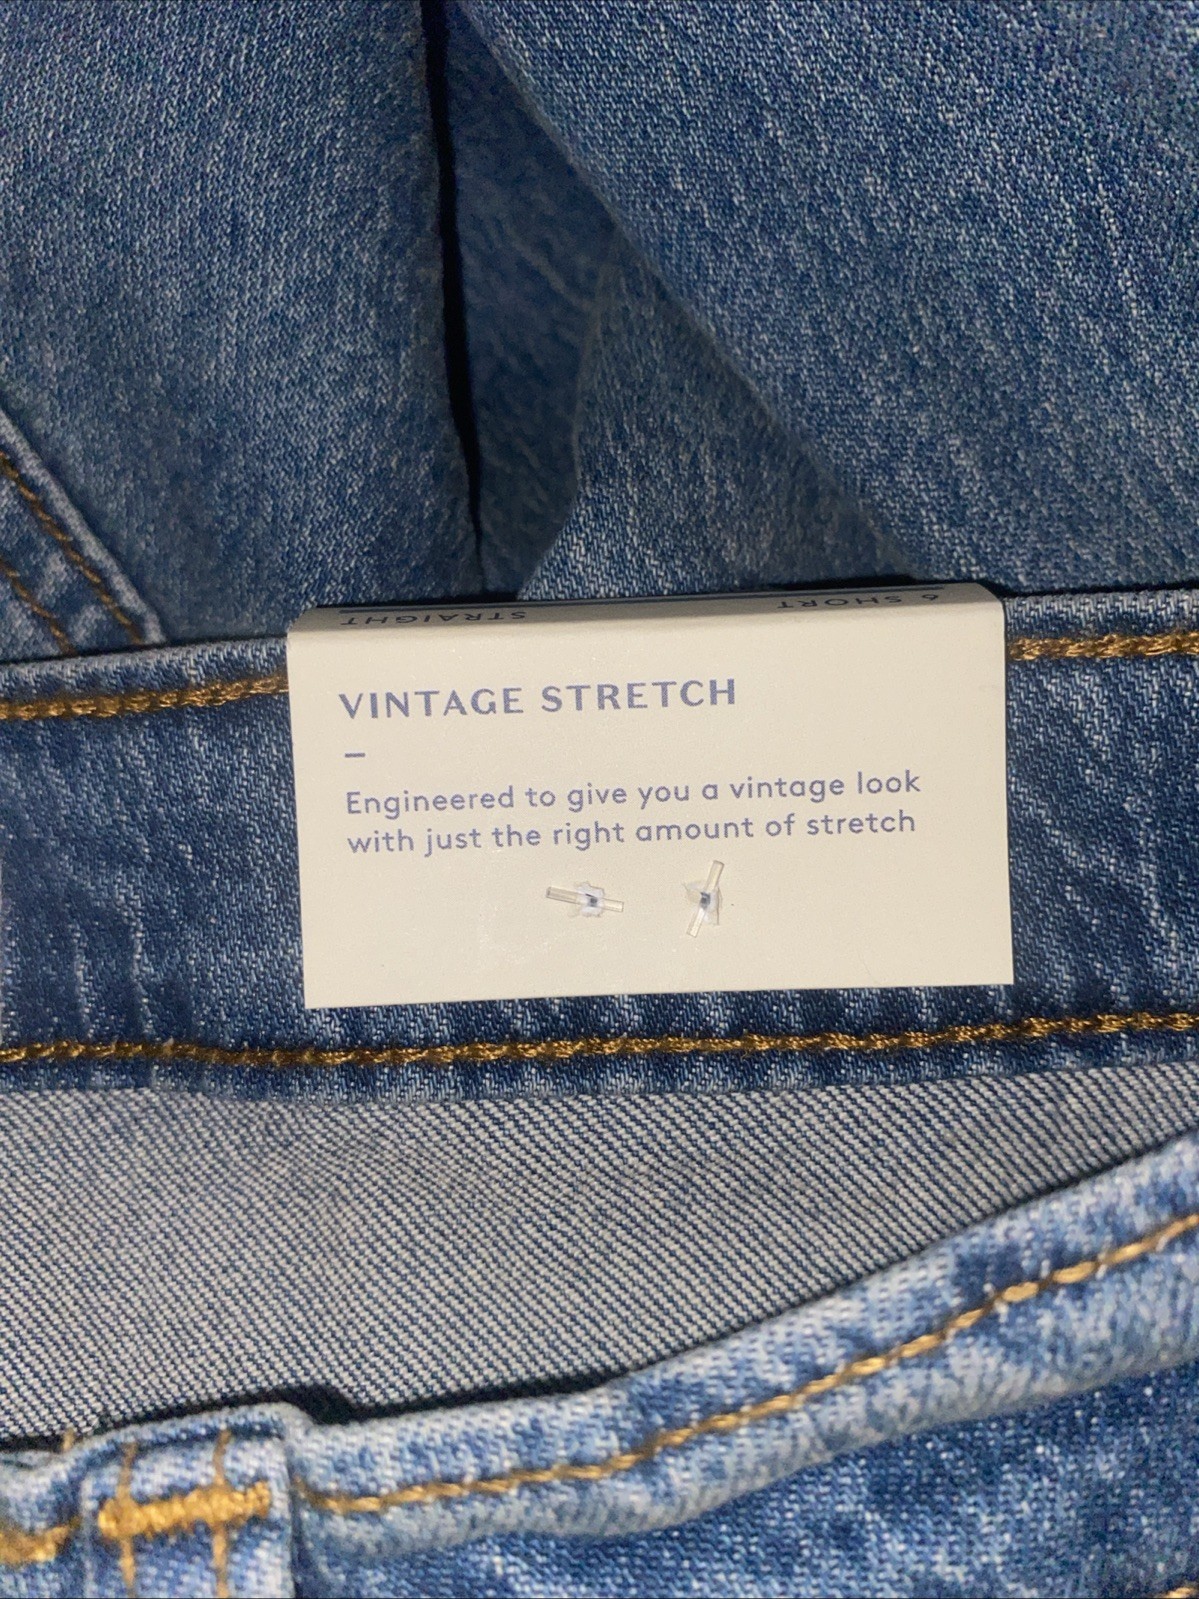 STRAIGHT 6 SHORT
VINTAGE STRETCH
–
Engineered to give you a vintage look
with just the right amount of stretch